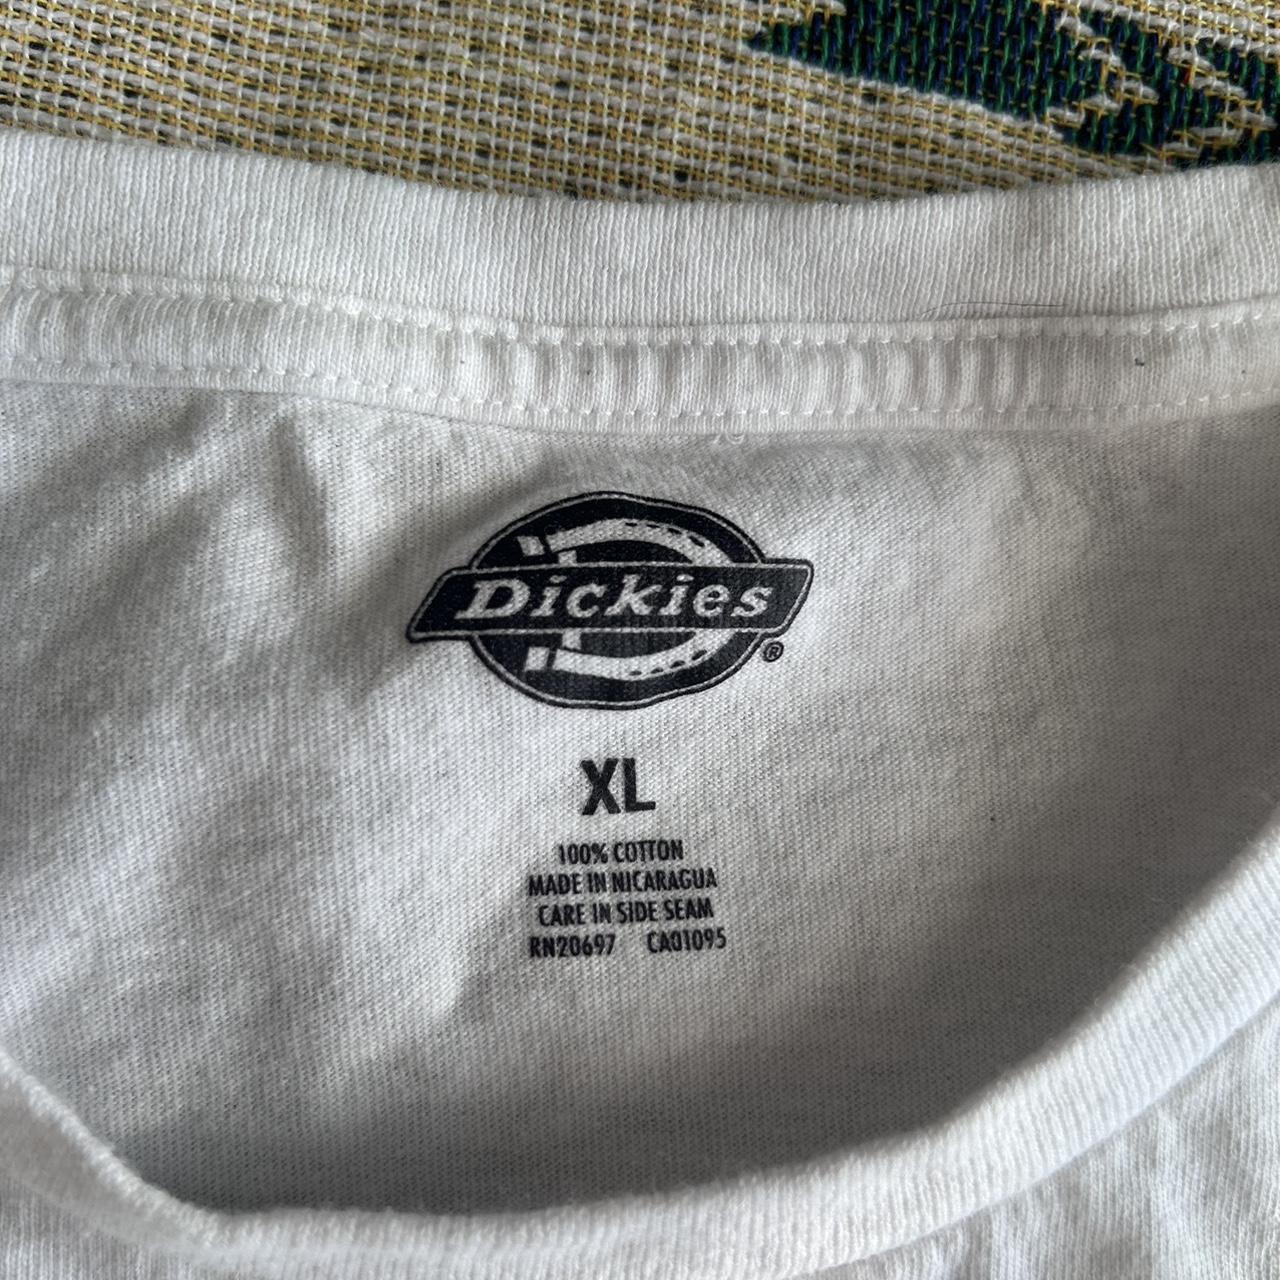 Dickies®
XL
100% COTTON
MADE IN NICARAGUA
CARE IN SIDE SEAM
RN20697 CA01095